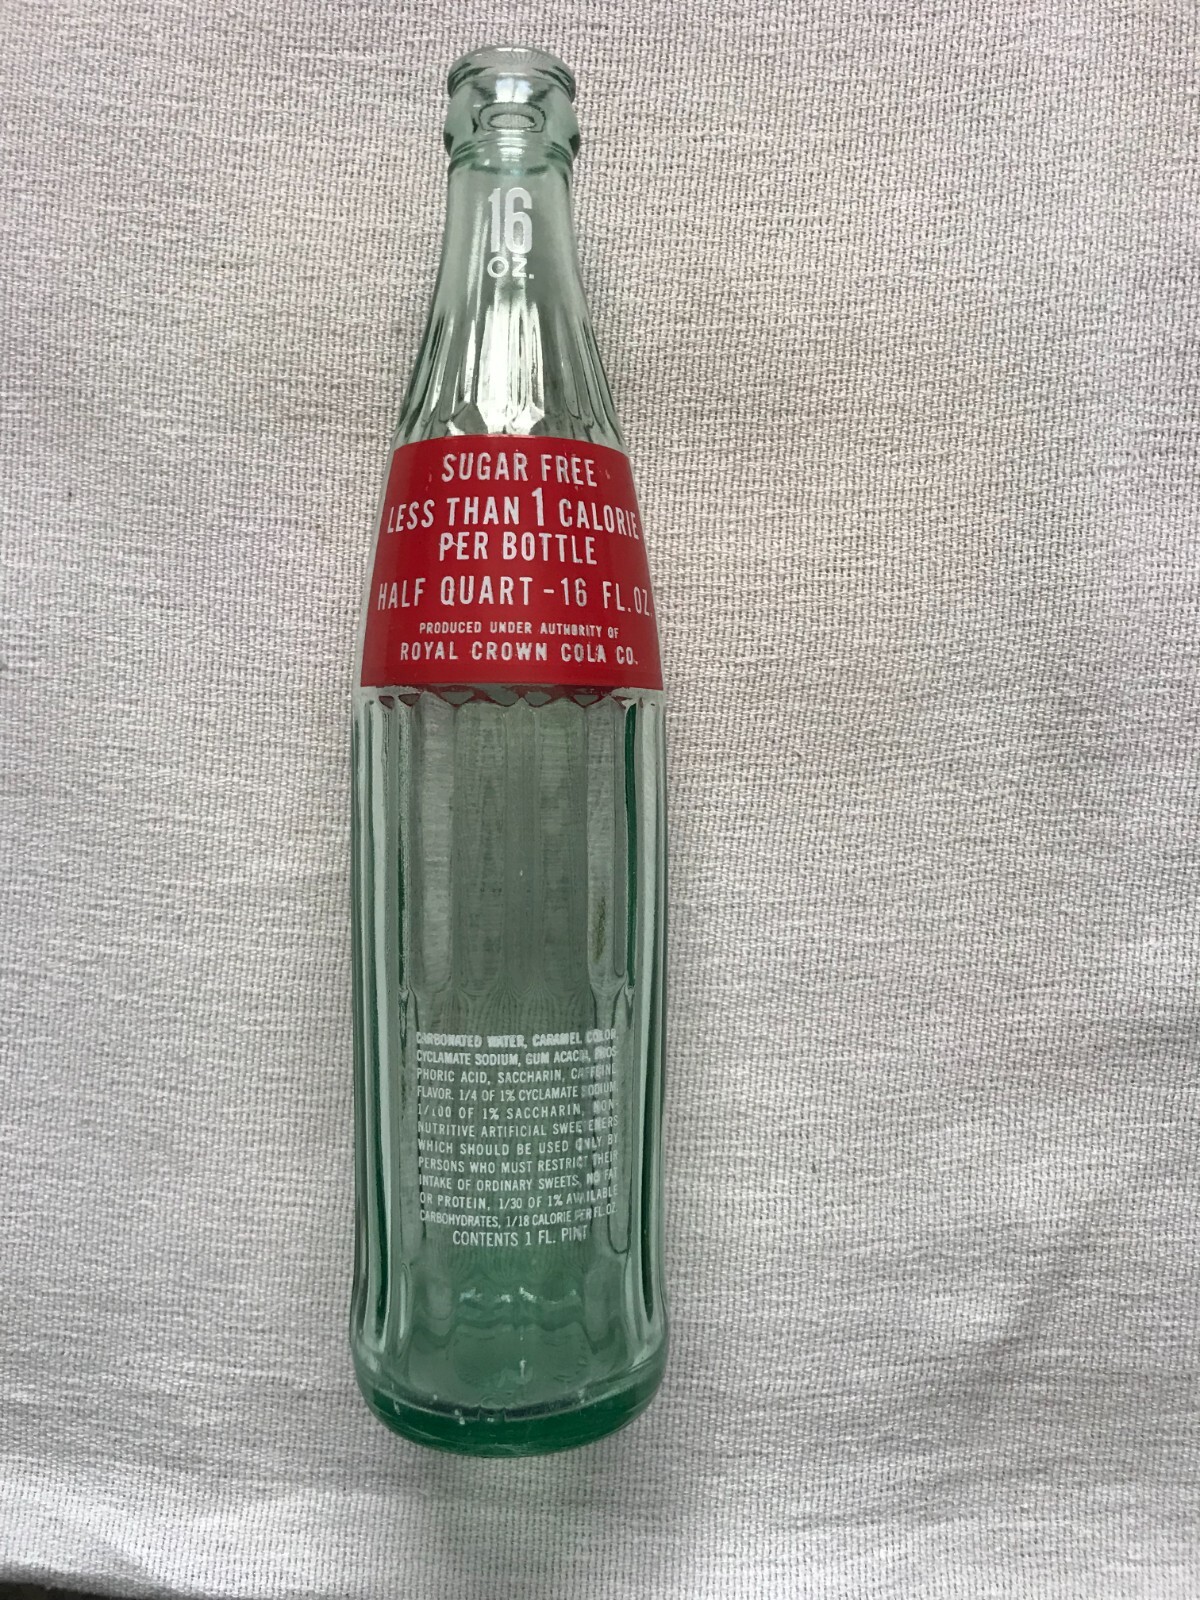 16
OZ.
SUGAR FREE
LESS THAN 1 CALORIE
PER BOTTLE
HALF QUART - 16 FL. OZ.
PRODUCED UNDER AUTHORITY OF
ROYAL CROWN COLA CO.
CARBONATED WATER, CARAMEL COLOR,
CYCLAMATE SODIUM, GUM ACACIA, PHOS-
PHORIC ACID, SACCHARIN, CAFFEINE
FLAVOR. 1/4 OF 1% CYCLAMATE SODIUM,
1/100 OF 1% SACCHARIN, NON-
NUTRITIVE ARTIFICIAL SWEETENERS
WHICH SHOULD BE USED ONLY BY
PERSONS WHO MUST RESTRICT THEIR
INTAKE OF ORDINARY SWEETS, NO FAT
OR PROTEIN, 1/30 OF 1% AVAILABLE
CARBOHYDRATES, 1/18 CALORIE PER FL. OZ.
CONTENTS 1 FL. PINT